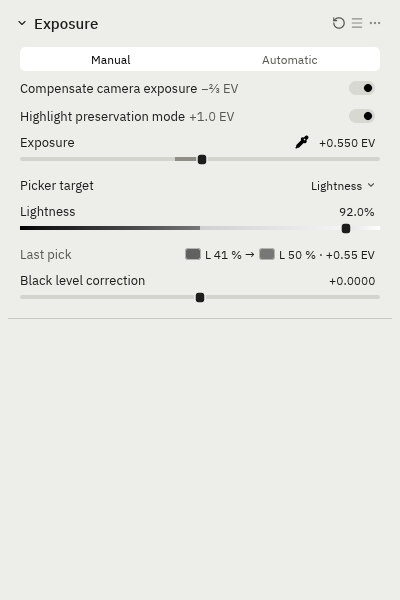 Exposure
Manual Automatic
Compensate camera exposure −⅔ EV
Highlight preservation mode +1.0 EV
Exposure +0.550 EV
Picker target Lightness
Lightness 92.0%
Last pick L 41 % → L 50 % · +0.55 EV
Black level correction +0.0000